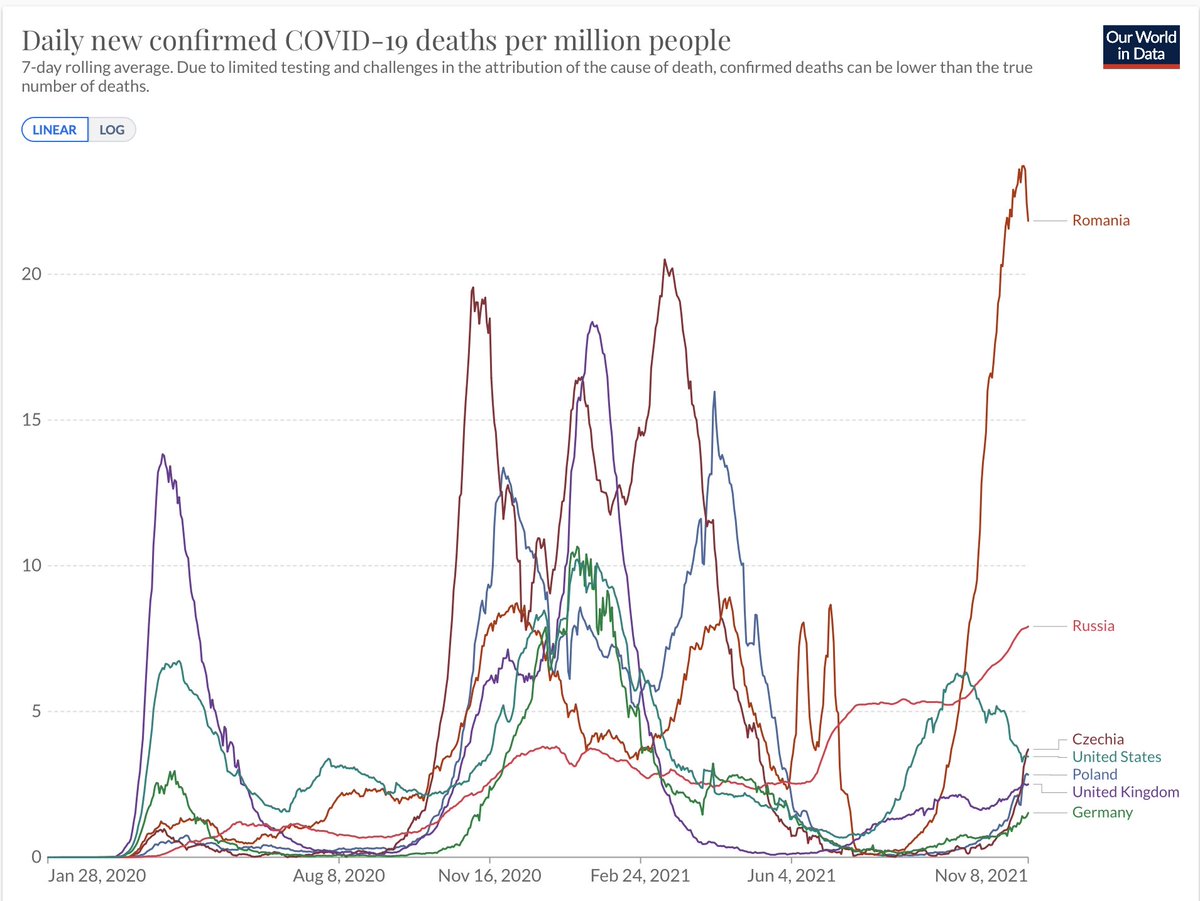 Daily new confirmed COVID-19 deaths per million people
7-day rolling average. Due to limited testing and challenges in the attribution of the cause of death, confirmed deaths can be lower than the true
number of deaths.
Our World
in Data
LINEAR
LOG
20
15
10
5
0
Jan 28, 2020
Aug 8, 2020
Nov 16, 2020
Feb 24, 2021
Jun 4, 2021
Nov 8, 2021
Romania
Russia
Czechia
United States
Poland
United Kingdom
Germany